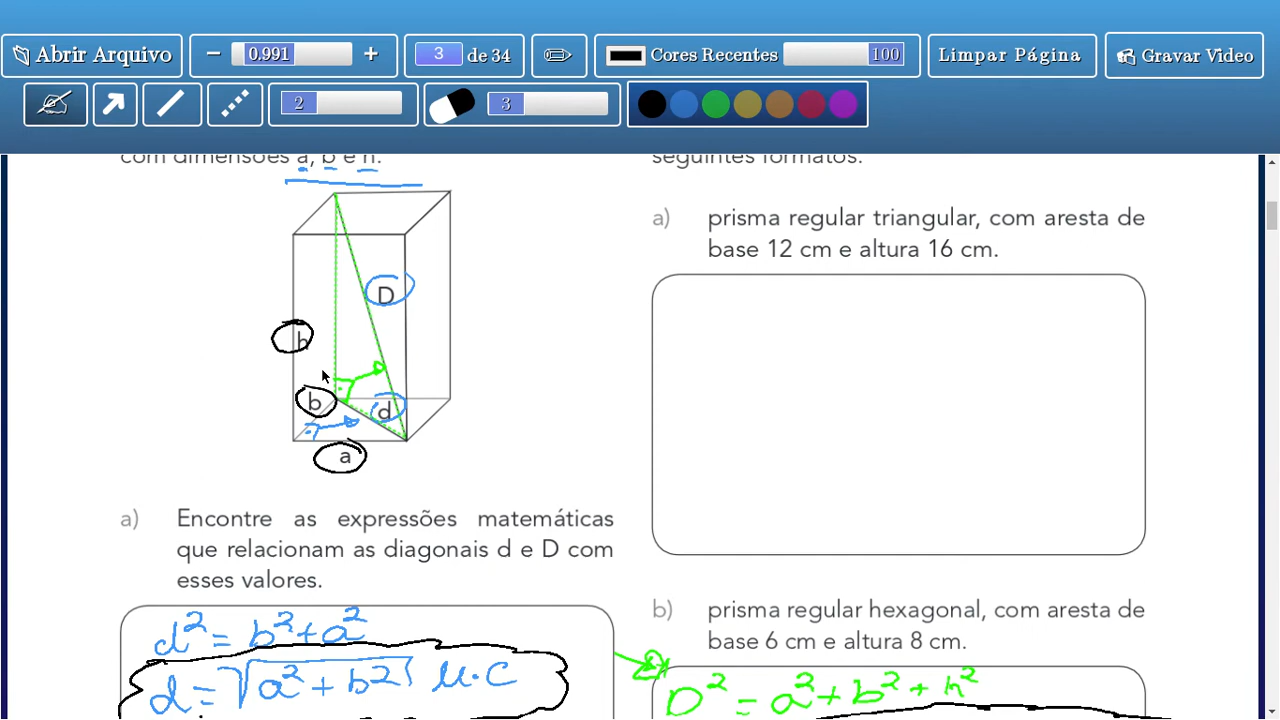 Abrir Arquivo
− 0.991 +
3 de 34
Cores Recentes 100
Limpar Página
Gravar Video
2
3
com dimensões a, b e h.
D
h
b
d
a
a) Encontre as expressões matemáticas
que relacionam as diagonais d e D com
esses valores.
d² = b² + a²
d = √a² + b² u.c
seguintes formatos.
a) prisma regular triangular, com aresta de
base 12 cm e altura 16 cm.
b) prisma regular hexagonal, com aresta de
base 6 cm e altura 8 cm.
D² = a² + b² + h²